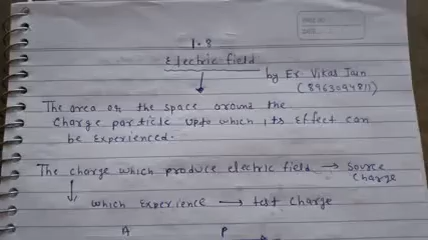 1.8
Electric field
by Er Vikas Jain
(8963094811)
The area or the space around the
Charge particle upto which its Effect can
be Experienced.
The charge which produce electric field → Source
Charge
↓ which Experience → test charge
A P